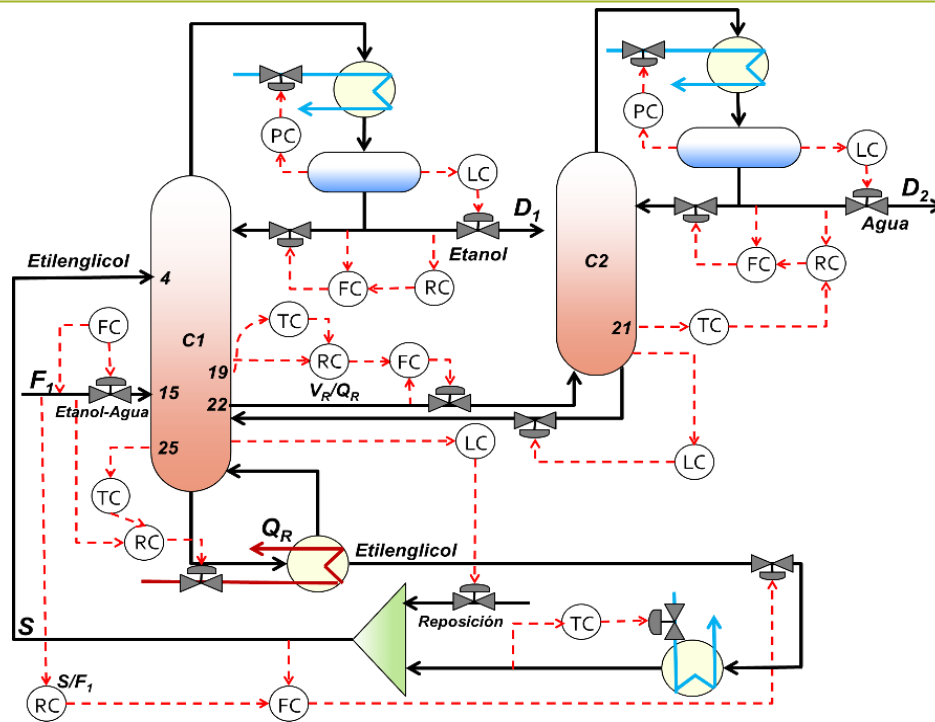 PC
LC
D1
Etanol
FC
RC
PC
LC
D2
Agua
FC
RC
Etilenglicol
4
C1
C2
21
TC
FC
F1
Etanol-Agua
15
19
22
25
TC
RC
FC
VR/QR
LC
LC
TC
RC
QR
Etilenglicol
Reposición
TC
S
S/F1
RC
FC